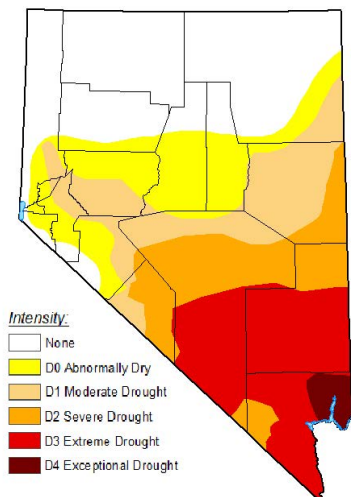 Intensity:
None
D0 Abnormally Dry
D1 Moderate Drought
D2 Severe Drought
D3 Extreme Drought
D4 Exceptional Drought